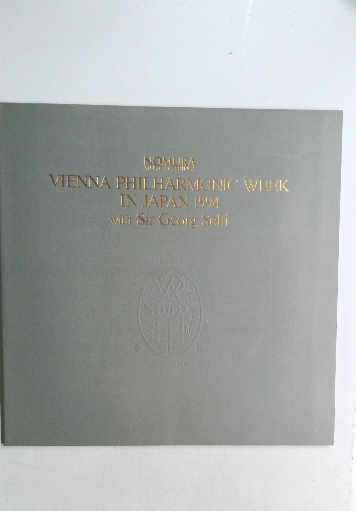 NOMURA
VIENNA PHILHARMONIC WEEK
IN JAPAN 1994
with Sir Georg Solti